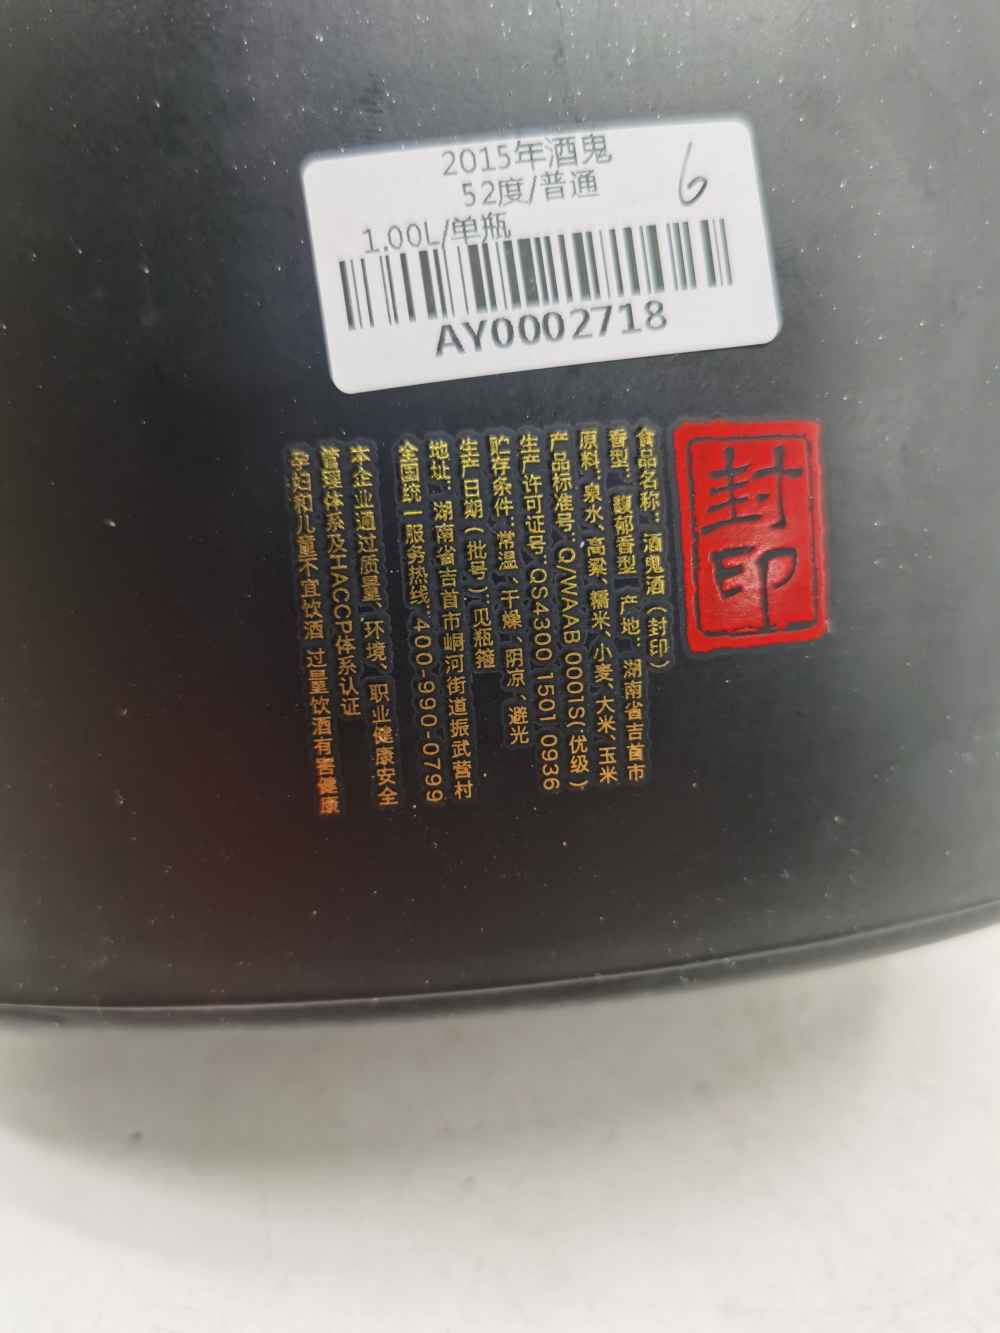 2015年酒鬼
52度/普通
6
1.00L/单瓶
AY0002718
封印
食品名称：酒鬼酒（封印）
香型：馥郁香型 产地：湖南省吉首市
原料：泉水、高粱、糯米、小麦、大米、玉米
产品标准号：Q/WAAB 0001S（优级）
生产许可证号：QS4300 1501 0936
贮存条件：常温、干燥、阴凉、避光
生产日期（批号）：见瓶箍
地址：湖南省吉首市峒河街道振武营村
全国统一服务热线：400-990-0799
本企业通过质量、环境、职业健康安全
管理体系及HACCP体系认证
孕妇和儿童不宜饮酒 过量饮酒有害健康